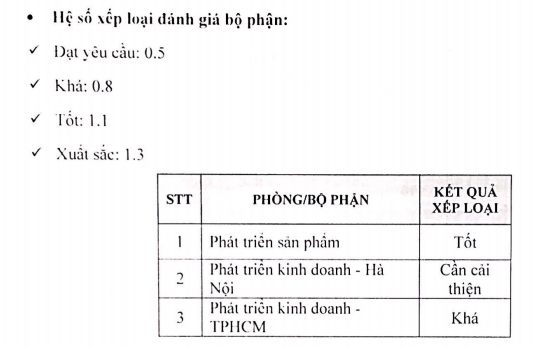 • Hệ số xếp loại đánh giá bộ phận:
✓ Đạt yêu cầu: 0.5
✓ Khá: 0.8
✓ Tốt: 1.1
✓ Xuất sắc: 1.3
STT PHÒNG/BỘ PHẬN KẾT QUẢ XẾP LOẠI
1 Phát triển sản phẩm Tốt
2 Phát triển kinh doanh - Hà Nội Cần cải thiện
3 Phát triển kinh doanh - TPHCM Khá